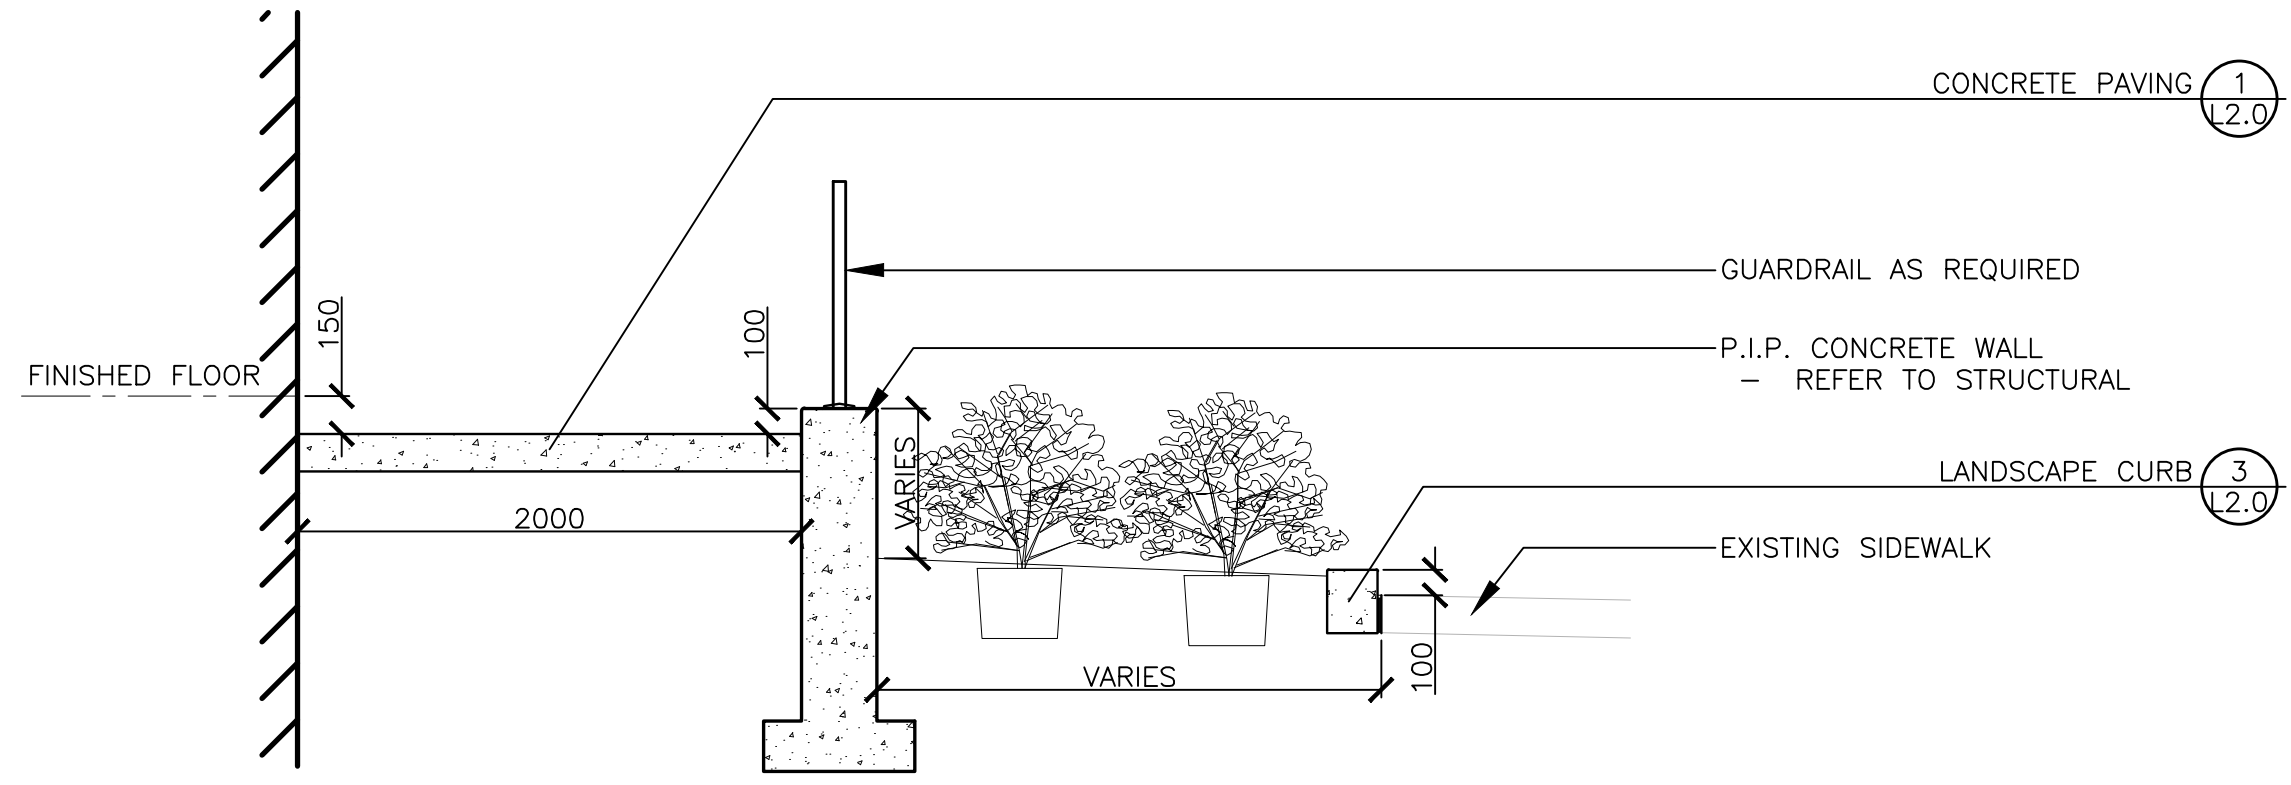 CONCRETE PAVING
1
L2.0
GUARDRAIL AS REQUIRED
150
100
P.I.P. CONCRETE WALL
- REFER TO STRUCTURAL
FINISHED FLOOR
VARIES
LANDSCAPE CURB
3
L2.0
2000
EXISTING SIDEWALK
VARIES
100